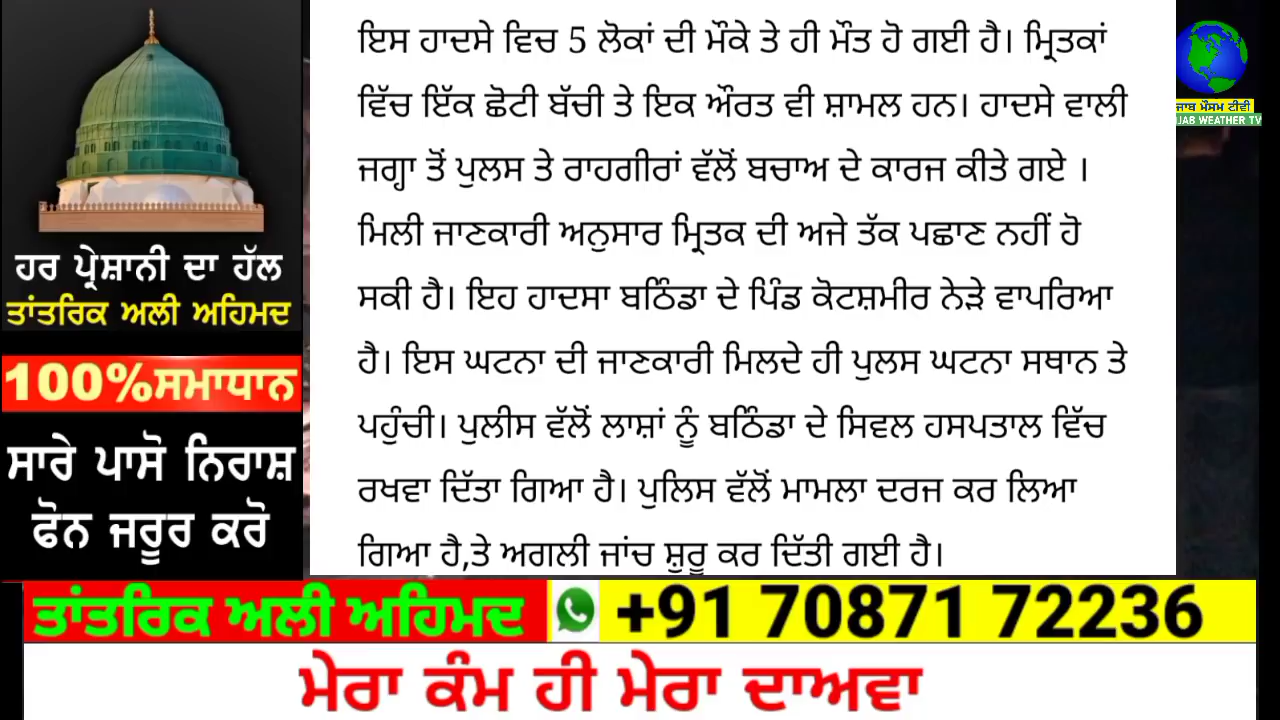 ਇਸ ਹਾਦਸੇ ਵਿਚ 5 ਲੋਕਾਂ ਦੀ ਮੌਕੇ ਤੇ ਹੀ ਮੌਤ ਹੋ ਗਈ ਹੈ। ਮ੍ਰਿਤਕਾਂ
ਵਿੱਚ ਇੱਕ ਛੋਟੀ ਬੱਚੀ ਤੇ ਇਕ ਔਰਤ ਵੀ ਸ਼ਾਮਲ ਹਨ। ਹਾਦਸੇ ਵਾਲੀ
ਜਗ੍ਹਾ ਤੋਂ ਪੁਲਸ ਤੇ ਰਾਹਗੀਰਾਂ ਵੱਲੋਂ ਬਚਾਅ ਦੇ ਕਾਰਜ ਕੀਤੇ ਗਏ ।
ਮਿਲੀ ਜਾਣਕਾਰੀ ਅਨੁਸਾਰ ਮ੍ਰਿਤਕ ਦੀ ਅਜੇ ਤੱਕ ਪਛਾਣ ਨਹੀਂ ਹੋ
ਸਕੀ ਹੈ। ਇਹ ਹਾਦਸਾ ਬਠਿੰਡਾ ਦੇ ਪਿੰਡ ਕੋਟਸ਼ਮੀਰ ਨੇੜੇ ਵਾਪਰਿਆ
ਹੈ। ਇਸ ਘਟਨਾ ਦੀ ਜਾਣਕਾਰੀ ਮਿਲਦੇ ਹੀ ਪੁਲਸ ਘਟਨਾ ਸਥਾਨ ਤੇ
ਪਹੁੰਚੀ। ਪੁਲੀਸ ਵੱਲੋਂ ਲਾਸ਼ਾਂ ਨੂੰ ਬਠਿੰਡਾ ਦੇ ਸਿਵਲ ਹਸਪਤਾਲ ਵਿੱਚ
ਰਖਵਾ ਦਿੱਤਾ ਗਿਆ ਹੈ। ਪੁਲਿਸ ਵੱਲੋਂ ਮਾਮਲਾ ਦਰਜ ਕਰ ਲਿਆ
ਗਿਆ ਹੈ,ਤੇ ਅਗਲੀ ਜਾਂਚ ਸ਼ੁਰੂ ਕਰ ਦਿੱਤੀ ਗਈ ਹੈ।
ਜਾਬ ਮੌਸਮ ਟੀਵੀ
JAB WEATHER TV
ਹਰ ਪ੍ਰੇਸ਼ਾਨੀ ਦਾ ਹੱਲ
ਤਾਂਤਰਿਕ ਅਲੀ ਅਹਿਮਦ
100%ਸਮਾਧਾਨ
ਸਾਰੇ ਪਾਸੋ ਨਿਰਾਸ਼
ਫੋਨ ਜਰੂਰ ਕਰੋ
ਤਾਂਤਰਿਕ ਅਲੀ ਅਹਿਮਦ +91 70871 72236
ਮੇਰਾ ਕੰਮ ਹੀ ਮੇਰਾ ਦਾਅਵਾ